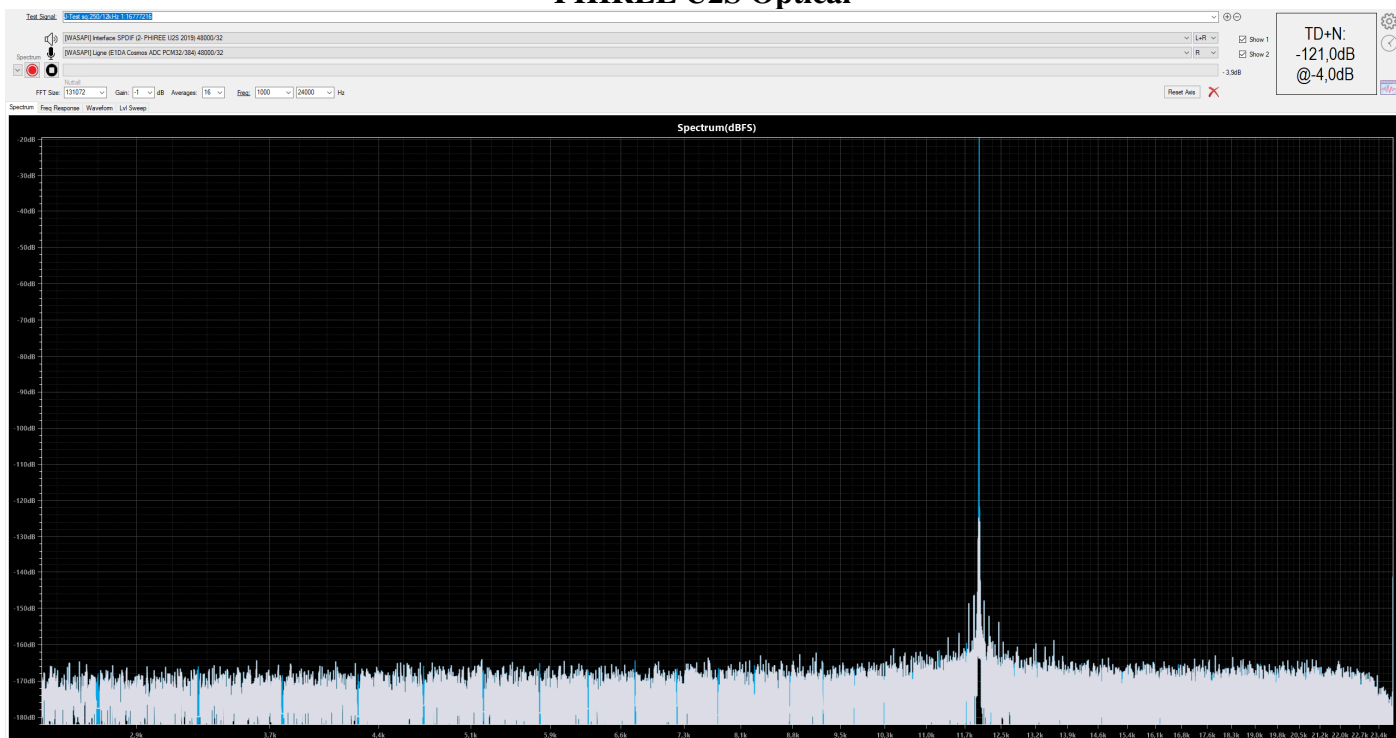 PHIREE U2S Optical
Test Signal: J-Test sq:250/12kHz 1:16777216
[WASAPI] Interface SPDIF (2- PHIREE U2S 2019) 48000/32 L+R Show 1
[WASAPI] Ligne (E1DA Cosmos ADC PCM32/384) 48000/32 R Show 2
TD+N:
-121,0dB
@-4,0dB
Spectrum
- 3.9dB
Nuttall
FFT Size: 131072 Gain: -1 dB Averages: 16 Freq: 1000 24000 Hz Reset Axis
Spectrum Freq Response Waveform Lvl Sweep
Spectrum(dBFS)
-20dB
-30dB
-40dB
-50dB
-60dB
-70dB
-80dB
-90dB
-100dB
-110dB
-120dB
-130dB
-140dB
-150dB
-160dB
-170dB
-180dB
2,9k 3,7k 4,4k 5,1k 5,9k 6,6k 7,3k 8,1k 8,8k 9,5k 10,3k 11,0k 11,7k 12,5k 13,2k 13,9k 14,6k 15,4k 16,1k 16,8k 17,6k 18,3k 19,0k 19,8k 20,5k 21,2k 22,0k 22,7k 23,4k